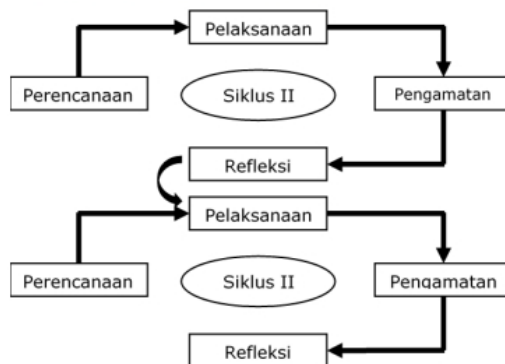 Pelaksanaan
Perencanaan
Siklus II
Pengamatan
Refleksi
Pelaksanaan
Perencanaan
Siklus II
Pengamatan
Refleksi